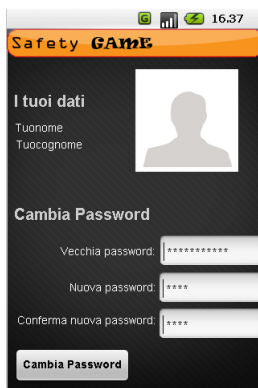 16.37
Safety GAME
I tuoi dati
Tuonome
Tuocognome
Cambia Password
Vecchia password: ***********
Nuova password: ****
Conferma nuova password: ****
Cambia Password